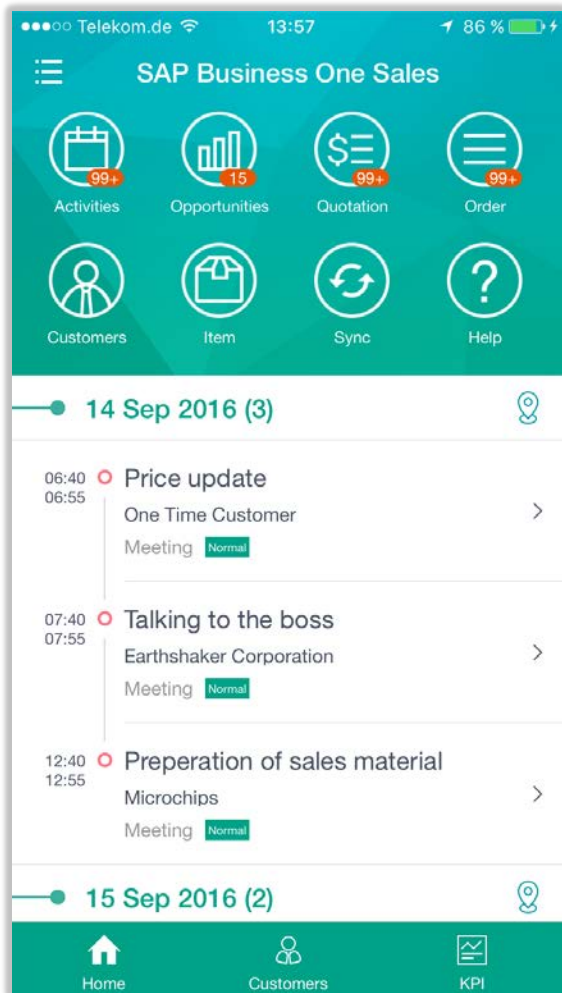 Telekom.de 13:57 86 %
SAP Business One Sales
99+ 15 99+ 99+
Activities Opportunities Quotation Order
Customers Item Sync Help
14 Sep 2016 (3)
06:40 Price update
06:55
One Time Customer
Meeting Normal
07:40 Talking to the boss
07:55
Earthshaker Corporation
Meeting Normal
12:40 Preperation of sales material
12:55
Microchips
Meeting Normal
15 Sep 2016 (2)
Home Customers KPI